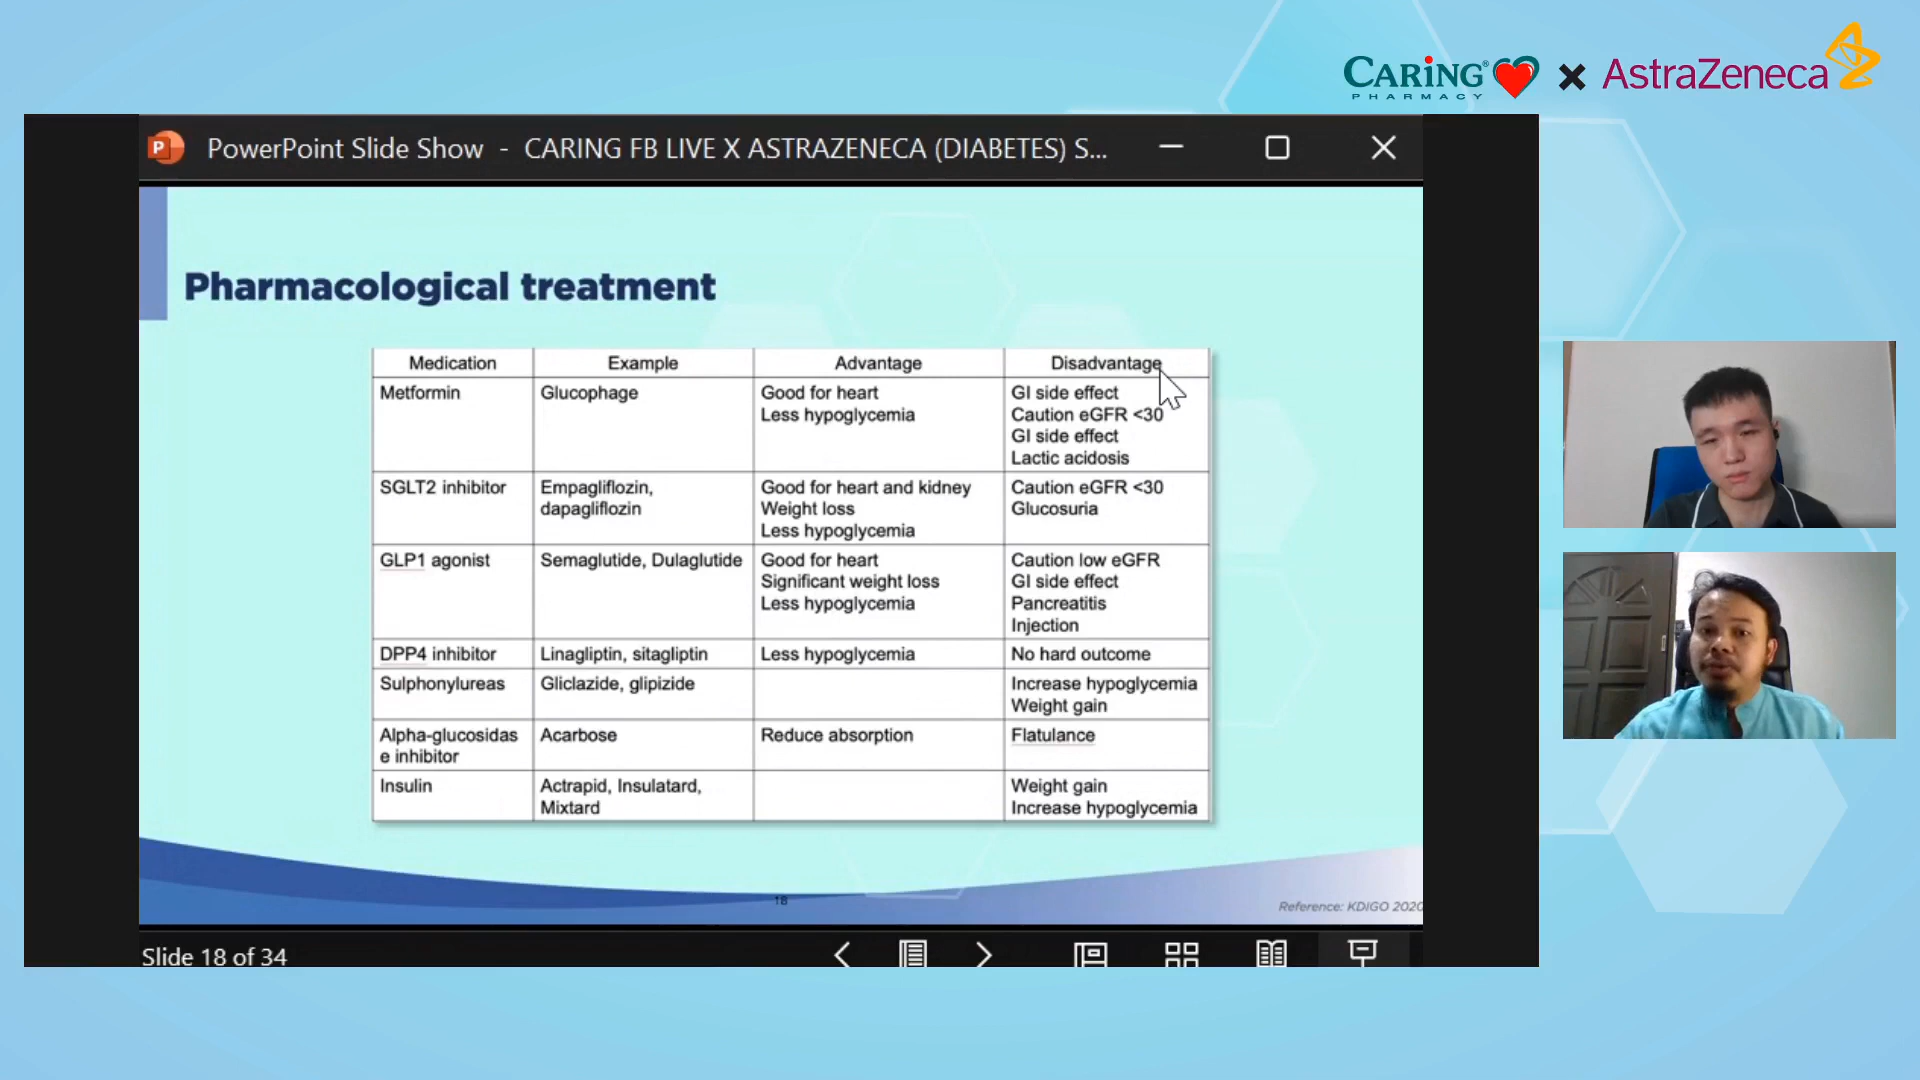 CARiNG®
PHARMACY
×
AstraZeneca
PowerPoint Slide Show - CARING FB LIVE X ASTRAZENECA (DIABETES) S...
Pharmacological treatment
Medication Example Advantage Disadvantage
Metformin Glucophage Good for heart GI side effect
Less hypoglycemia Caution eGFR <30
GI side effect
Lactic acidosis
SGLT2 inhibitor Empagliflozin, Good for heart and kidney Caution eGFR <30
dapagliflozin Weight loss Glucosuria
Less hypoglycemia
GLP1 agonist Semaglutide, Dulaglutide Good for heart Caution low eGFR
Significant weight loss GI side effect
Less hypoglycemia Pancreatitis
Injection
DPP4 inhibitor Linagliptin, sitagliptin Less hypoglycemia No hard outcome
Sulphonylureas Gliclazide, glipizide Increase hypoglycemia
Weight gain
Alpha-glucosidas Acarbose Reduce absorption Flatulance
e inhibitor
Insulin Actrapid, Insulatard, Weight gain
Mixtard Increase hypoglycemia
18
Reference: KDIGO 2020
Slide 18 of 34